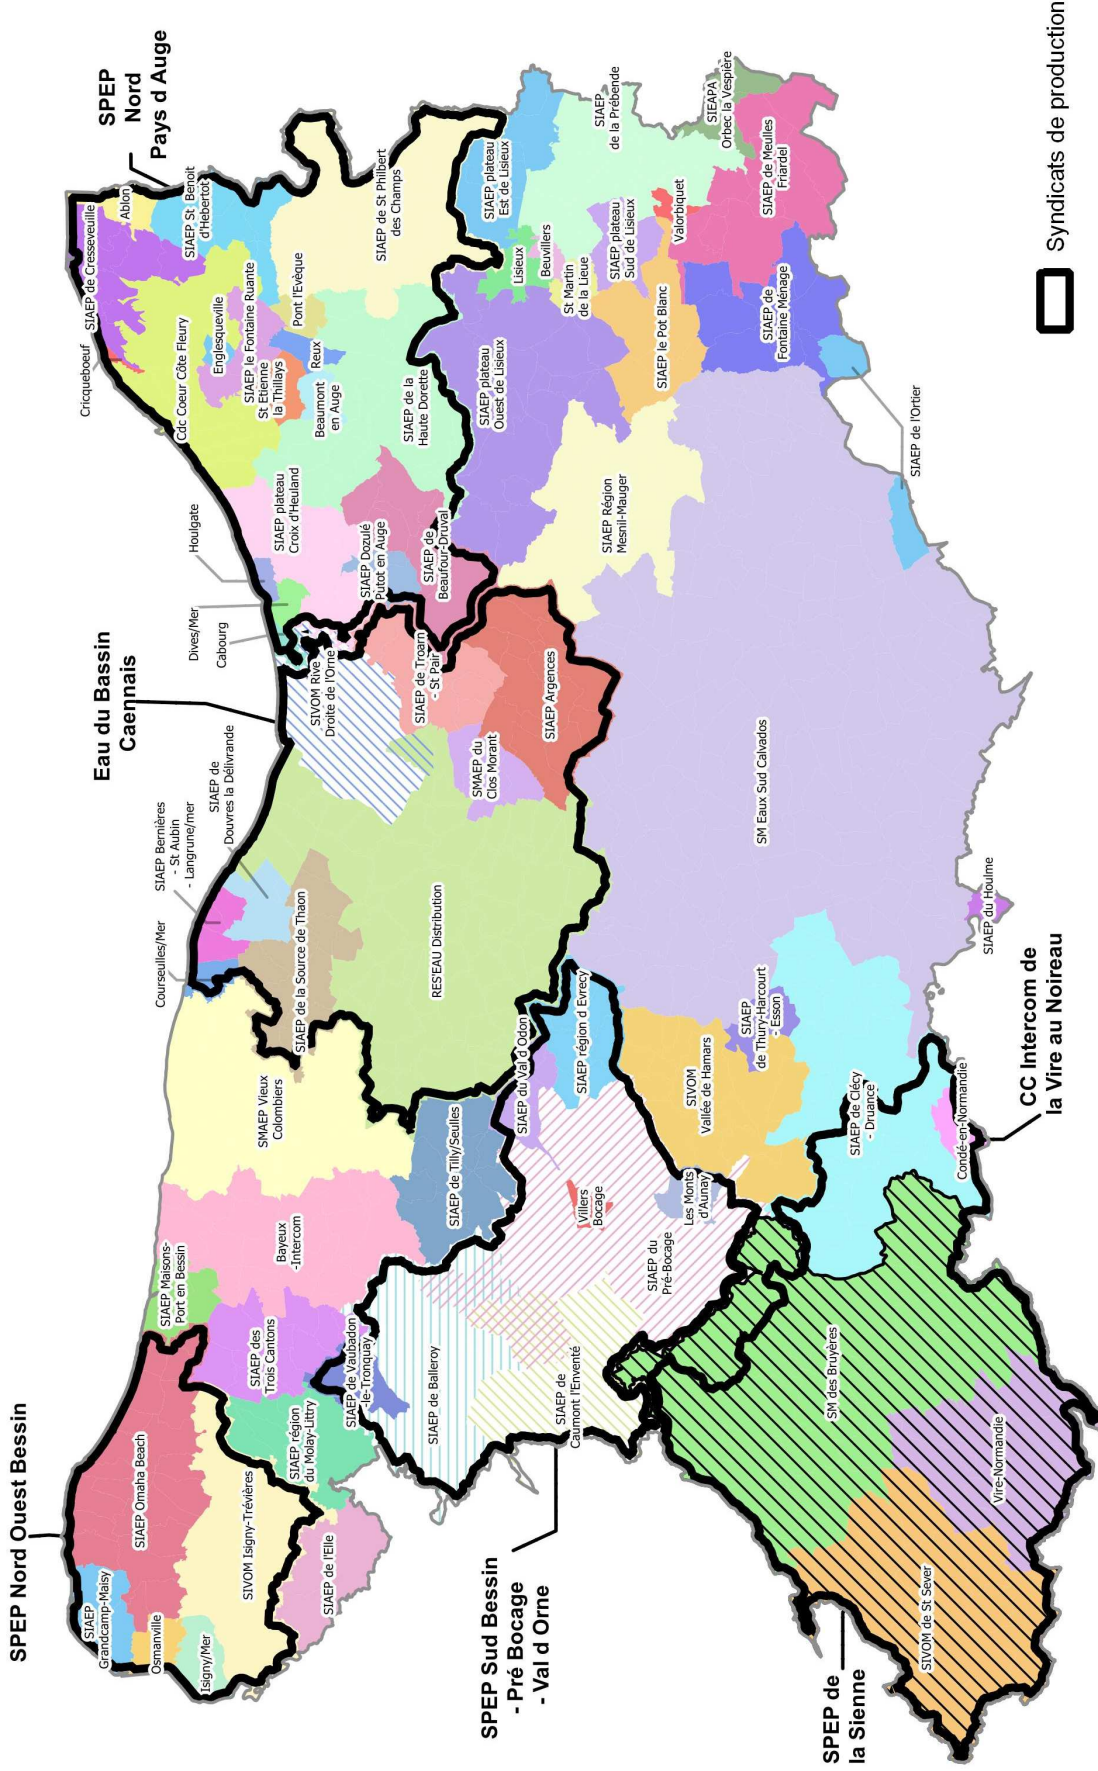 SPEP Nord Ouest Bessin
SIAEP
Grandcamp-Maisy
Osmanville
Isigny/Mer
SIAEP Omaha Beach
SIVOM Isigny-Trévières
SIAEP de l'Elle
SIAEP Maisons-
Port en Bessin
SIAEP des
Trois Cantons
SIAEP région
du Molay-Littry
SIAEP de Vaubadon
-le-Tronquay
Bayeux
-Intercom
SMAEP Vieux
Colombiers
SIAEP de Tilly/Seulles
SPEP Sud Bessin
- Pré Bocage
- Val d Orne
SIAEP de Balleroy
SIAEP de
Caumont l'Enventé
SIAEP du
Pré-Bocage
Villers
Bocage
Les Monts
d'Aunay
SIAEP du Val d'Odon
SIAEP région d Evrecy
SPEP de
la Sienne
SIVOM de St Sever
SM des Bruyères
Vire-Normandie
CC Intercom de
la Vire au Noireau
Condé-en-Normandie
SIAEP de Clécy
- Druance
SIVOM
Vallée de Hamars
SIAEP
de Thury-Harcourt
- Esson
SIAEP du Houlme
SM Eaux Sud Calvados
Eau du Bassin
Caennais
Courseulles/Mer
SIAEP Bernières
- St Aubin
- Langrune/mer
SIAEP de
Douvres la Délivrande
SIAEP de la Source de Thaon
RES'EAU Distribution
SIVOM Rive
Droite de l'Orne
SIAEP de Troarn
- St Pair
SMAEP du
Clos Morant
SIAEP Argences
SPEP
Nord
Pays d Auge
Cabourg
Dives/Mer
Houlgate
SIAEP plateau
Croix d'Heuland
SIAEP Dozulé
Putot en Auge
SIAEP de
Beaufour-Druval
Cricqueboeuf
SIAEP de Cresseveuille
Ablon
SIAEP St Benoit
d'Hébertot
Cdc Coeur Côte Fleury
Englesqueville
SIAEP le Fontaine Ruante
St Etienne
la Thillays
Pont l'Evèque
Reux
Beaumont
en Auge
SIAEP de la
Haute Dorette
SIAEP de St Philbert
des Champs
SIAEP plateau
Est de Lisieux
SIAEP plateau
Ouest de Lisieux
Lisieux
Beuvillers
St Martin
de la Lieue
SIAEP plateau
Sud de Lisieux
SIAEP
de la Prébende
SIEAPA
Orbec la Vespière
Valorbiquet
SIAEP de Meulles
Friardel
SIAEP le Pot Blanc
SIAEP de
Fontaine Ménage
SIAEP Région
Mesnil-Mauger
SIAEP de l'Ortier
Syndicats de production